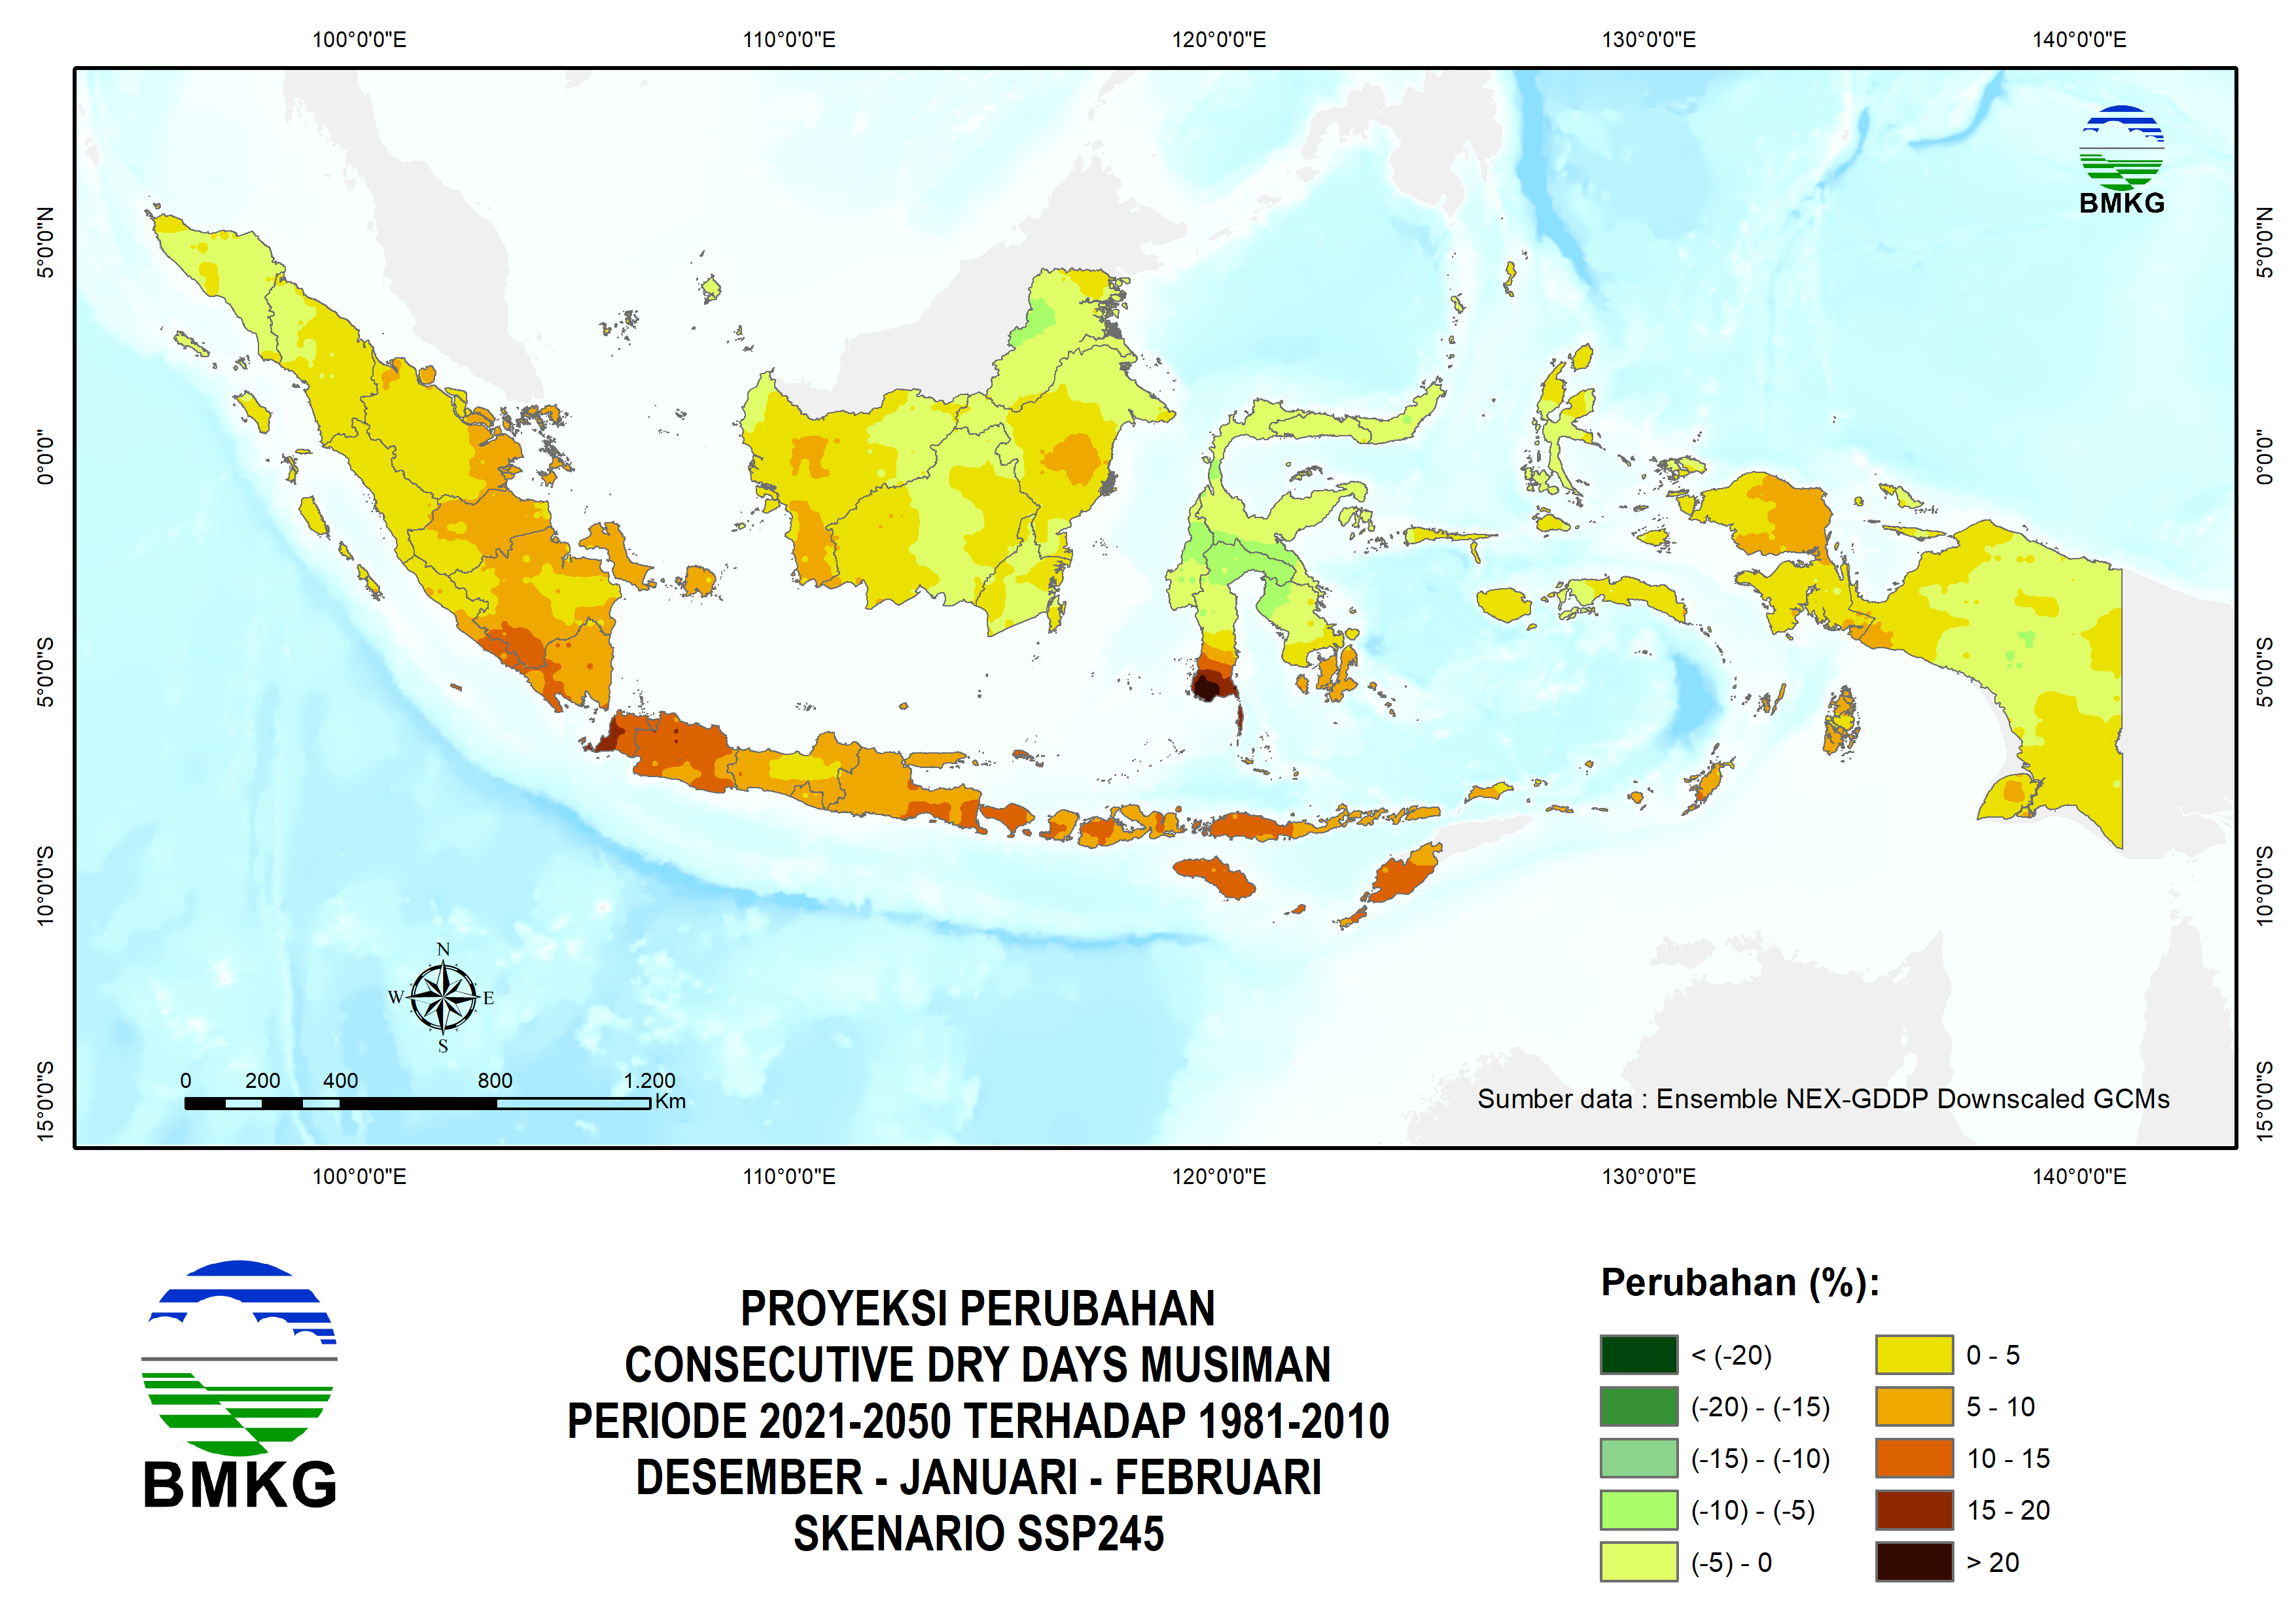 100°0'0"E 110°0'0"E 120°0'0"E 130°0'0"E 140°0'0"E
5°0'0"N
0°0'0"
5°0'0"S
10°0'0"S
15°0'0"S
BMKG
5°0'0"N
0°0'0"
5°0'0"S
10°0'0"S
15°0'0"S
N
W E
S
0 200 400 800 1.200
Km
Sumber data : Ensemble NEX-GDDP Downscaled GCMs
100°0'0"E 110°0'0"E 120°0'0"E 130°0'0"E 140°0'0"E
BMKG
PROYEKSI PERUBAHAN
CONSECUTIVE DRY DAYS MUSIMAN
PERIODE 2021-2050 TERHADAP 1981-2010
DESEMBER - JANUARI - FEBRUARI
SKENARIO SSP245
Perubahan (%):
< (-20)
(-20) - (-15)
(-15) - (-10)
(-10) - (-5)
(-5) - 0
0 - 5
5 - 10
10 - 15
15 - 20
> 20